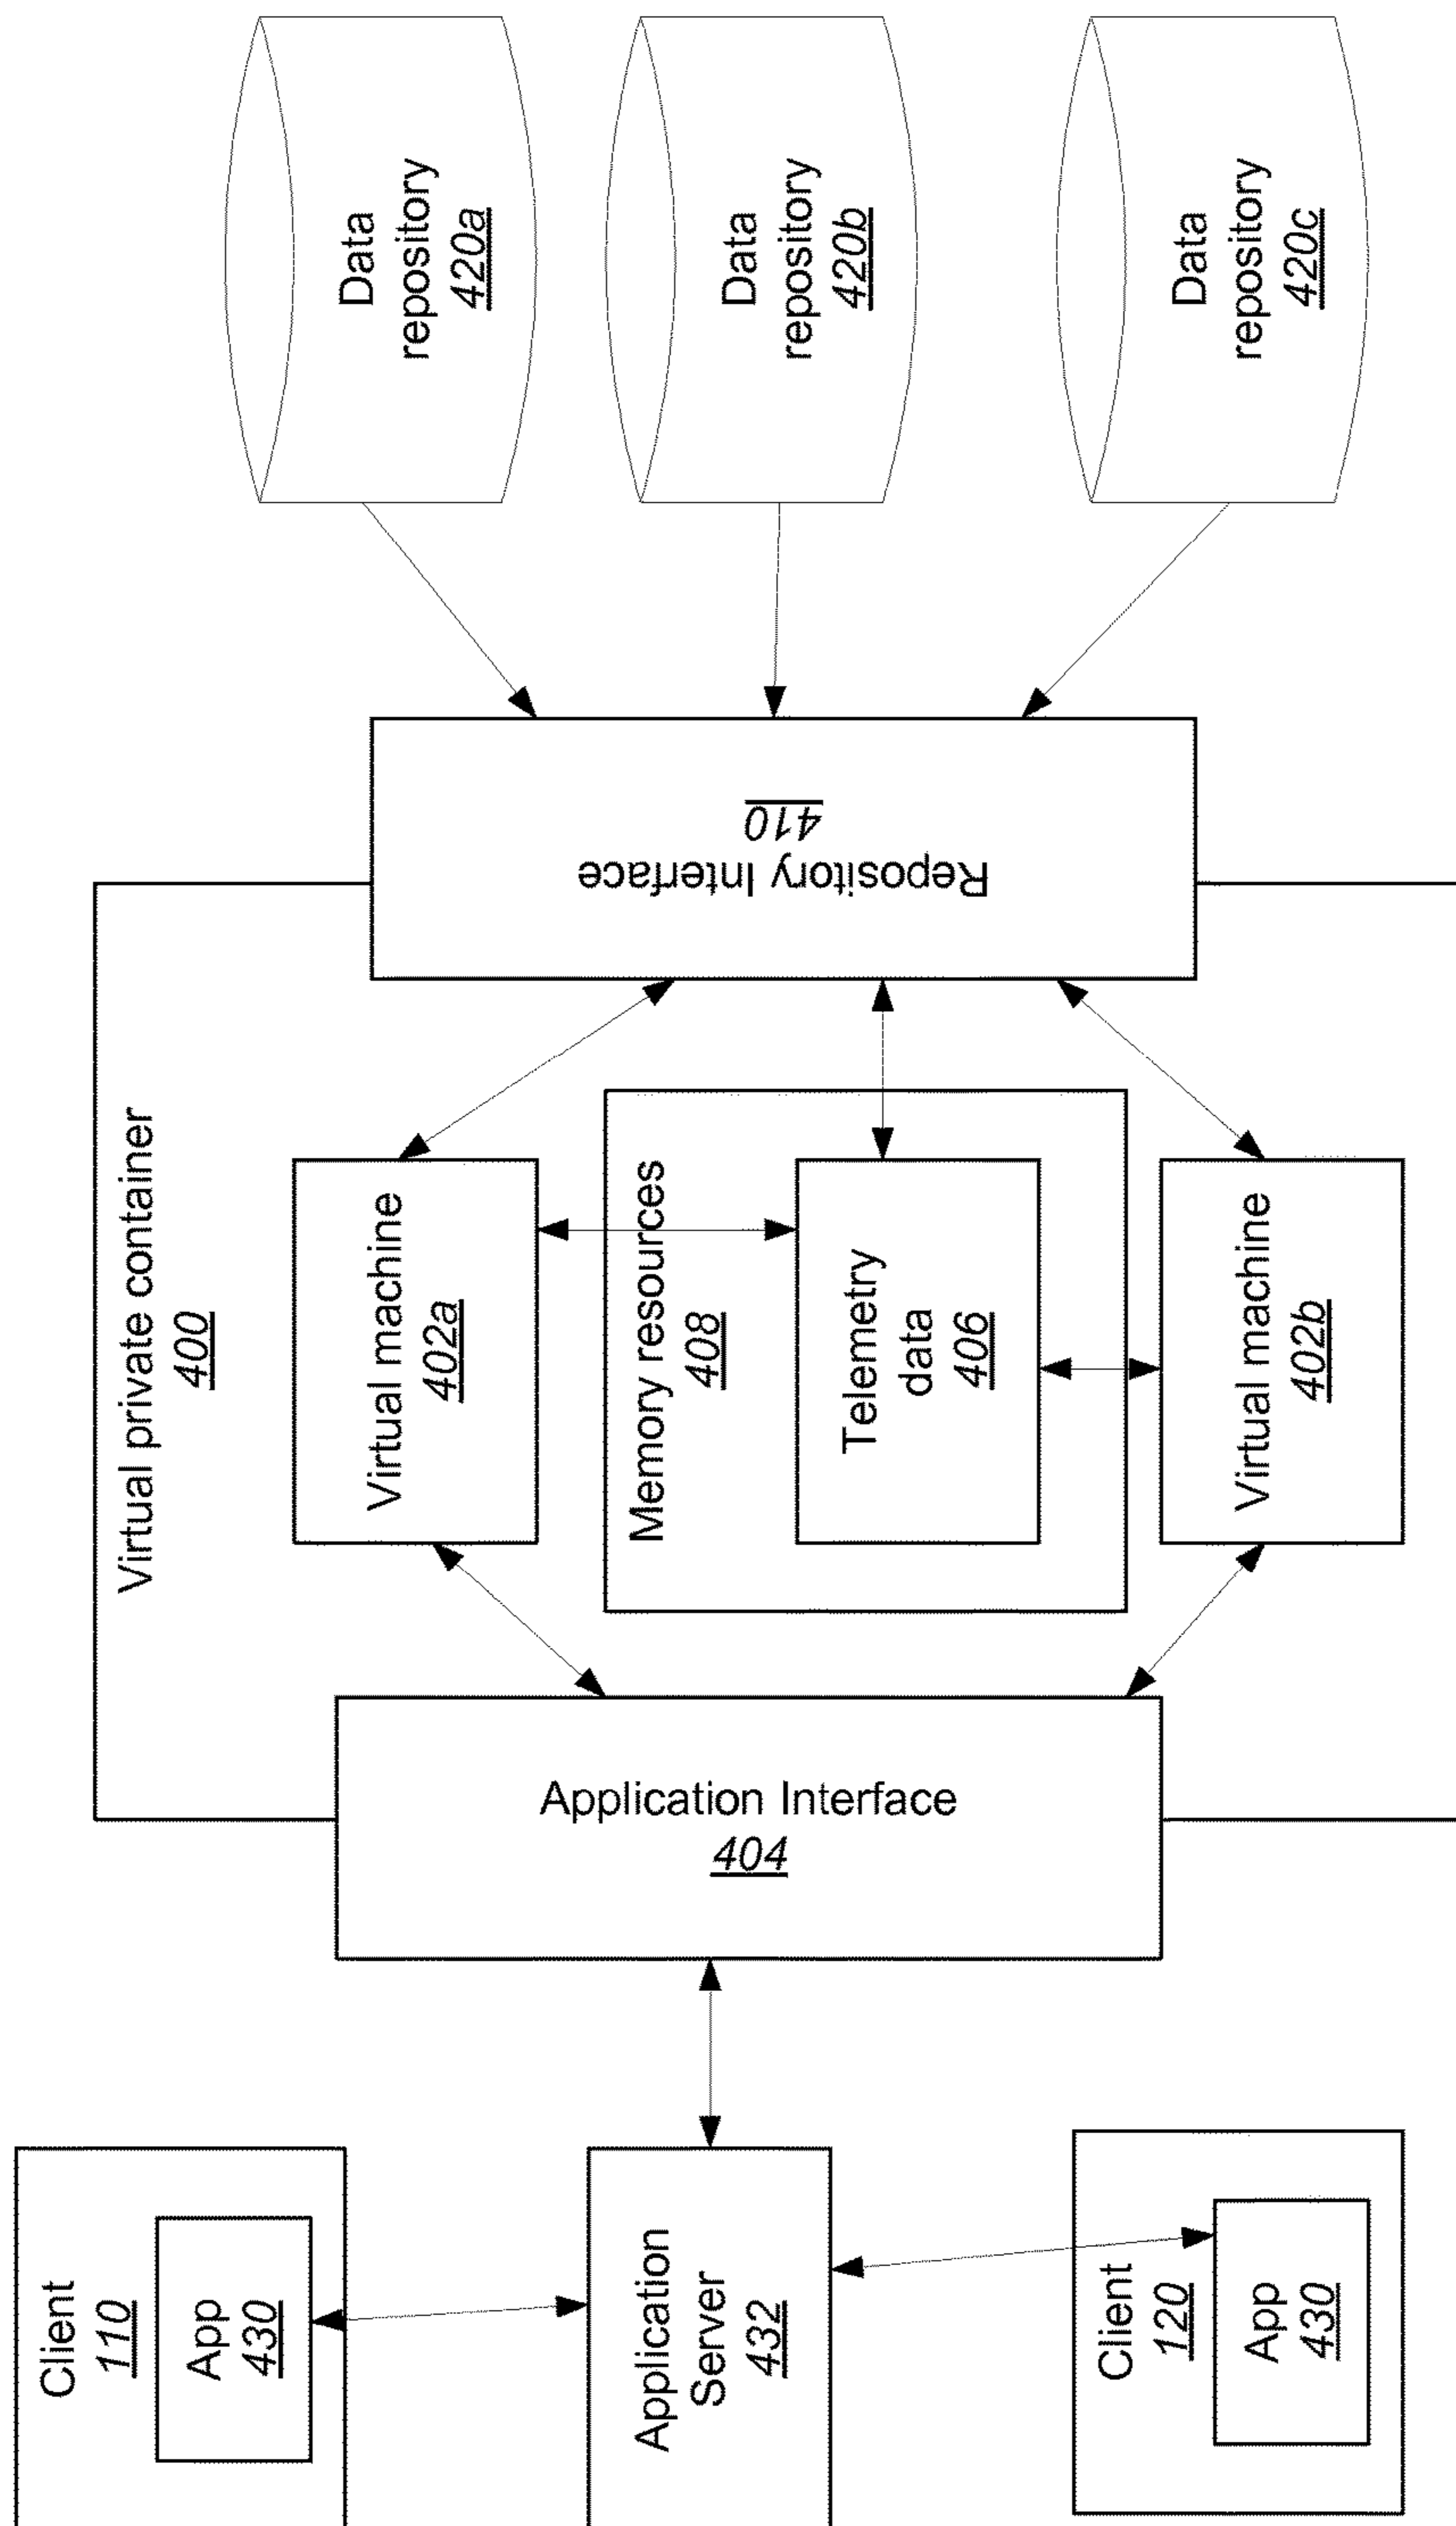 Client
110
App
430
Application
Server
432
Client
120
App
430
Application Interface
404
Virtual private container
400
Virtual machine
402a
Memory resources
408
Telemetry
data
406
Virtual machine
402b
Repository Interface
410
Data
repository
420a
Data
repository
420b
Data
repository
420c